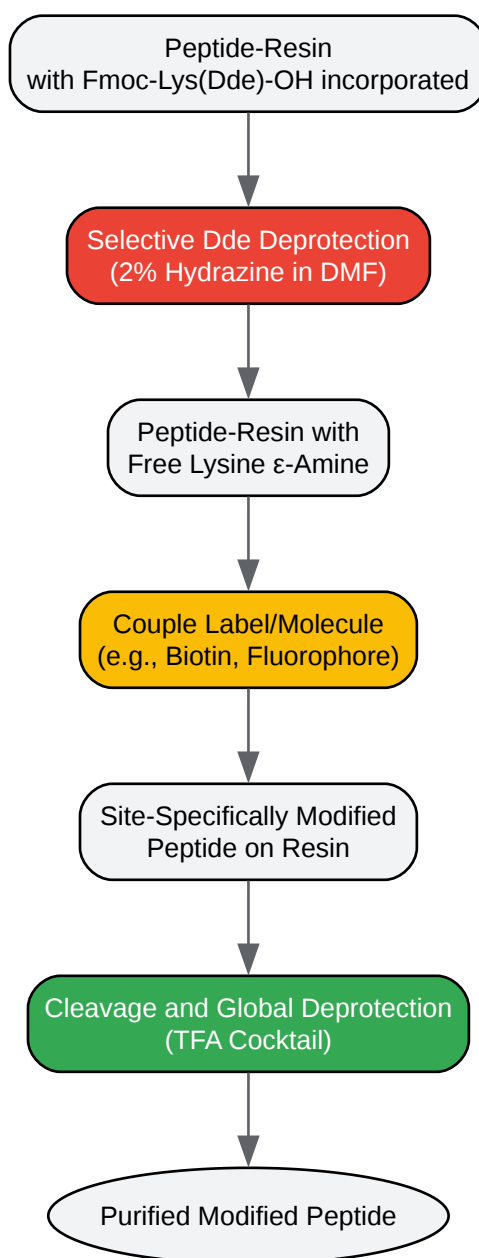 Peptide-Resin
with Fmoc-Lys(Dde)-OH incorporated
Selective Dde Deprotection
(2% Hydrazine in DMF)
Peptide-Resin with
Free Lysine ε-Amine
Couple Label/Molecule
(e.g., Biotin, Fluorophore)
Site-Specifically Modified
Peptide on Resin
Cleavage and Global Deprotection
(TFA Cocktail)
Purified Modified Peptide